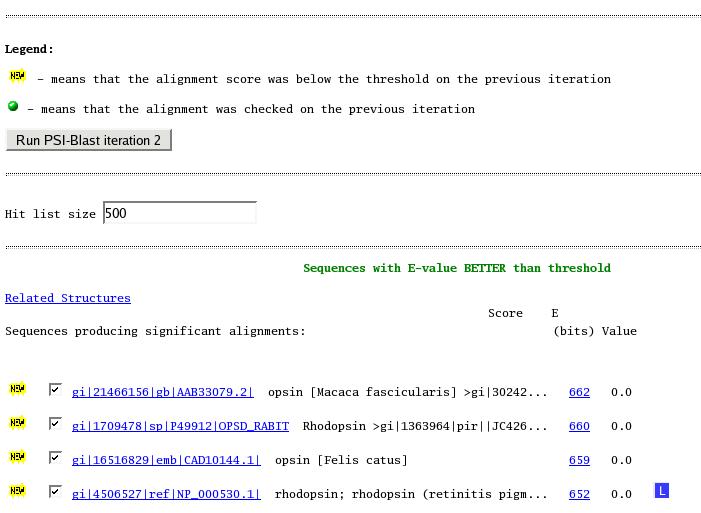 Legend:
NEW - means that the alignment score was below the threshold on the previous iteration
- means that the alignment was checked on the previous iteration
Run PSI-Blast iteration 2
Hit list size 500
Sequences with E-value BETTER than threshold
Related Structures
Score E
Sequences producing significant alignments: (bits) Value
NEW gi|21466156|gb|AAB33079.2| opsin [Macaca fascicularis] >gi|30242... 662 0.0
NEW gi|1709478|sp|P49912|OPSD_RABIT Rhodopsin >gi|1363964|pir||JC426... 660 0.0
NEW gi|16516829|emb|CAD10144.1| opsin [Felis catus] 659 0.0
NEW gi|4506527|ref|NP_000530.1| rhodopsin; rhodopsin (retinitis pigm... 652 0.0 L